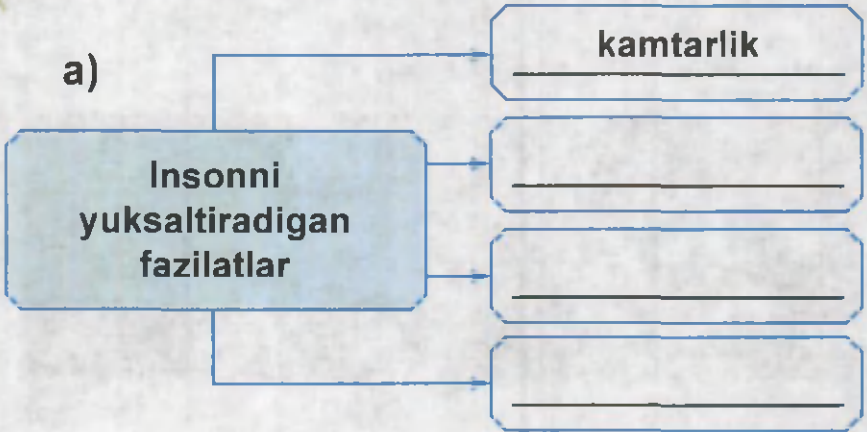 a)
Insonni
yuksaltiradigan
fazilatlar
kamtarlik